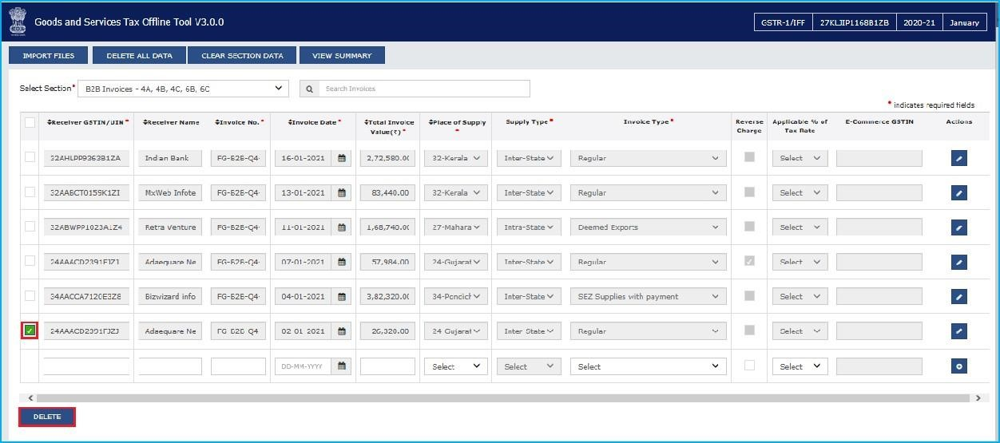 Goods and Services Tax Offline Tool V3.0.0 GSTR-1/IFF 27KLJIP1168B1ZB 2020-21 January
IMPORT FILES DELETE ALL DATA CLEAR SECTION DATA VIEW SUMMARY
Select Section* B2B Invoices - 4A, 4B, 4C, 6B, 6C Search Invoices
* indicates required fields
Receiver GSTIN/UIN * Receiver Name Invoice No. * Invoice Date * Total Invoice Value(₹) * Place of Supply * Supply Type * Invoice Type * Reverse Charge Applicable % of Tax Rate E-Commerce GSTIN Actions
32AHLPP9363B1ZA Indian Bank FG-B2B-Q4- 16-01-2021 2,72,580.00 32-Kerala Inter-State Regular Select
32AABCT0159K1ZI MxWeb Infote FG-B2B-Q4- 13-01-2021 83,440.00 32-Kerala Inter-State Regular Select
32ABWPP1023A1Z4 Retra Venture FG-B2B-Q4- 11-01-2021 1,68,740.00 27-Mahara Intra-State Deemed Exports Select
24AAACD2391FJZJ Adaequare Ne FG-B2B-Q4- 07-01-2021 57,984.00 24-Gujarat Inter-State Regular Select
34AACCA7120E3Z8 Bizwizard info FG-B2B-Q4- 04-01-2021 3,82,320.00 34-Pondich Inter-State SEZ Supplies with payment Select
24AAACD2391FJZJ Adaequare Ne FG-B2B-Q4 02-01-2021 26,320.00 24-Gujarat Inter-State Regular Select
DD-MM-YYYY Select Select Select Select
DELETE